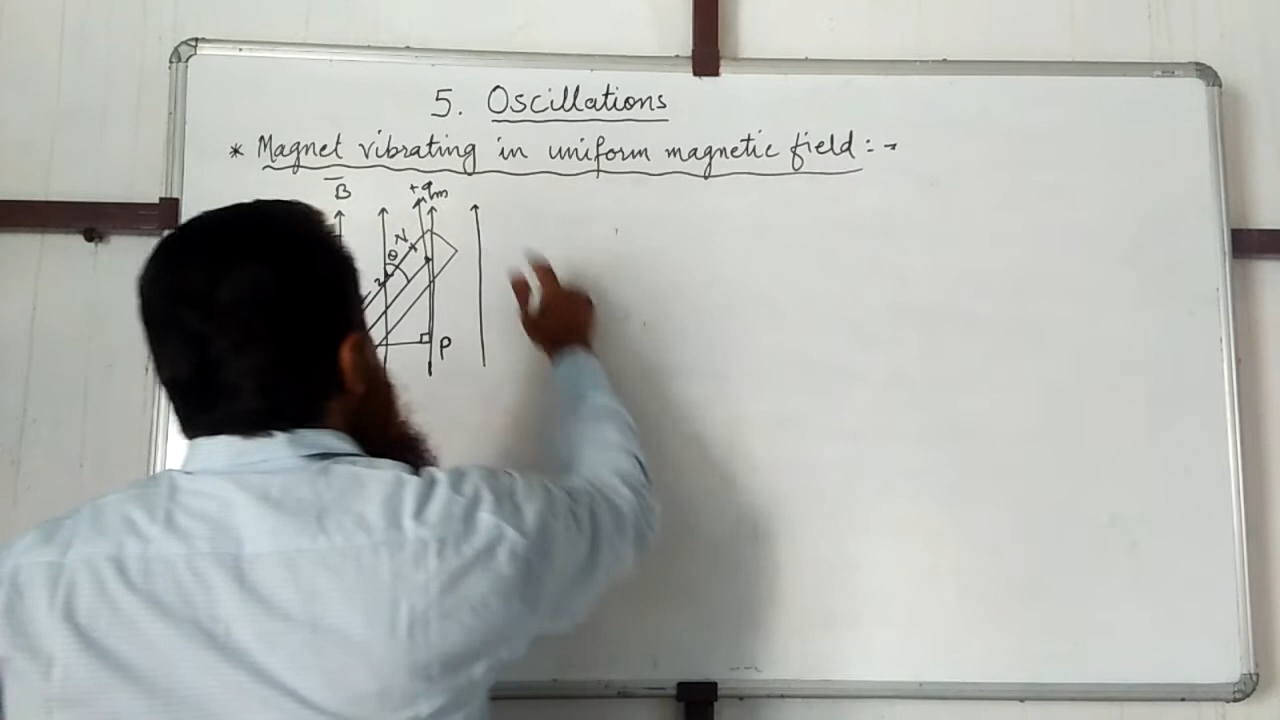 5. Oscillations
* Magnet vibrating in uniform magnetic field :-
B
+qm
N
θ
P